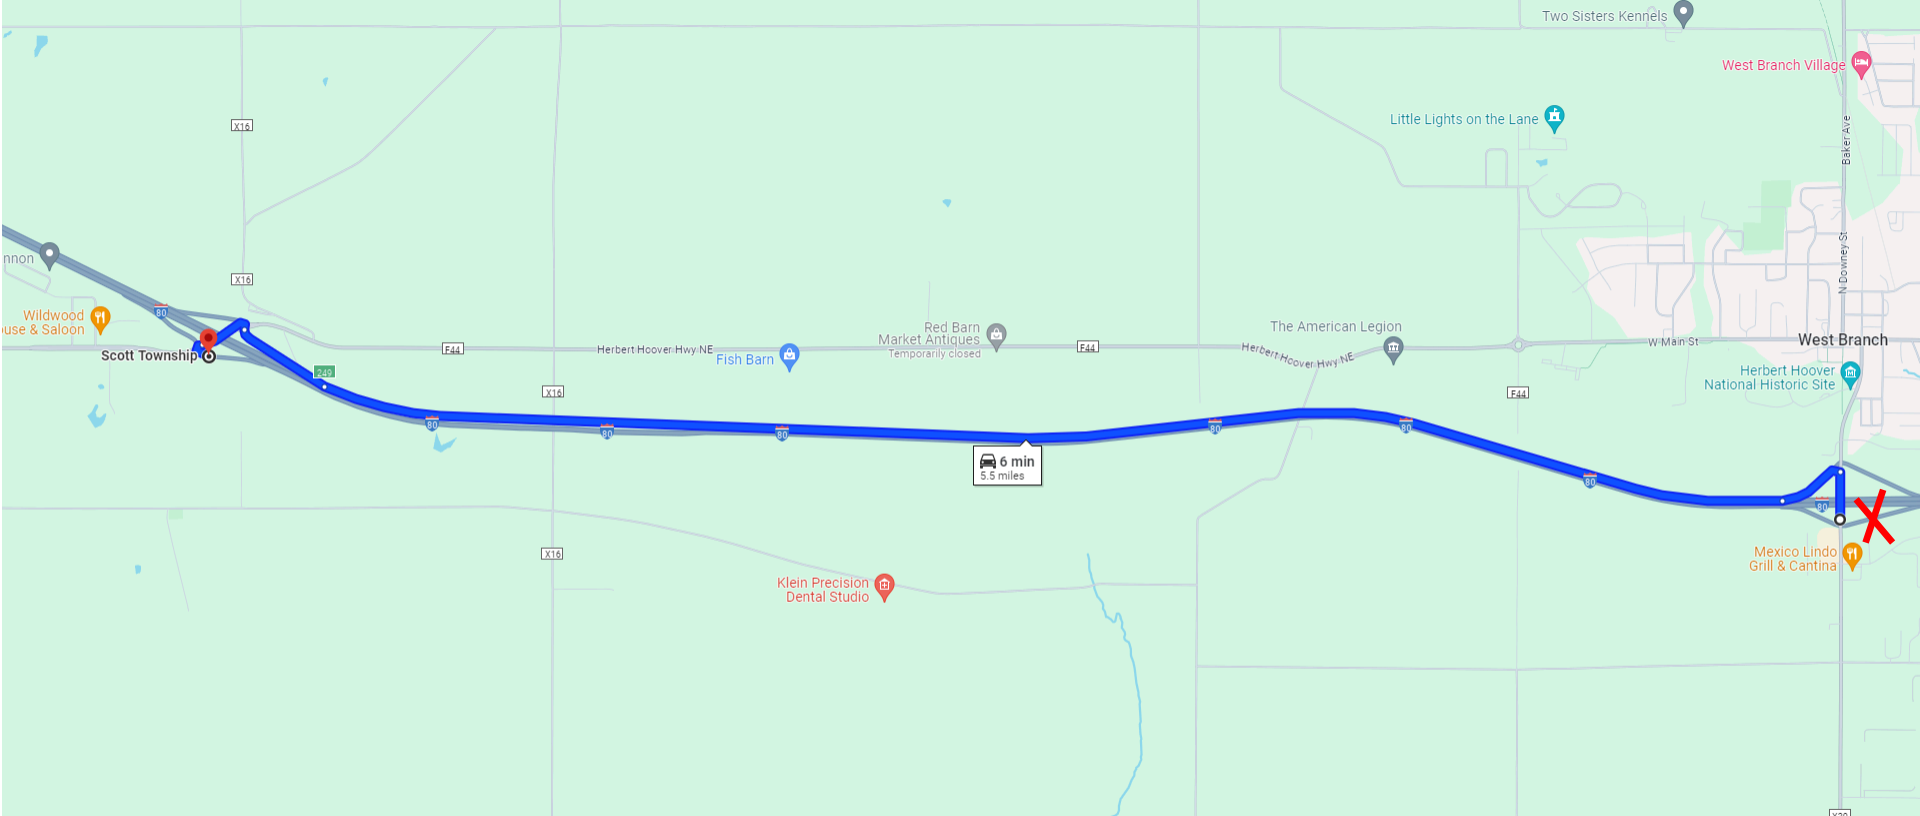 Two Sisters Kennels
West Branch Village
Little Lights on the Lane
X16
Baker Ave
nnon
X16
N Downey St
80
Wildwood
ouse & Saloon
Scott Township
F44
Herbert Hoover Hwy NE
Fish Barn
Red Barn
Market Antiques
Temporarily closed
F44
The American Legion
Herbert Hoover Hwy NE
W Main St
West Branch
249
X16
F44
Herbert Hoover
National Historic Site
80
80
80
80
80
6 min
5.5 miles
80
80
X16
Mexico Lindo
Grill & Cantina
Klein Precision
Dental Studio